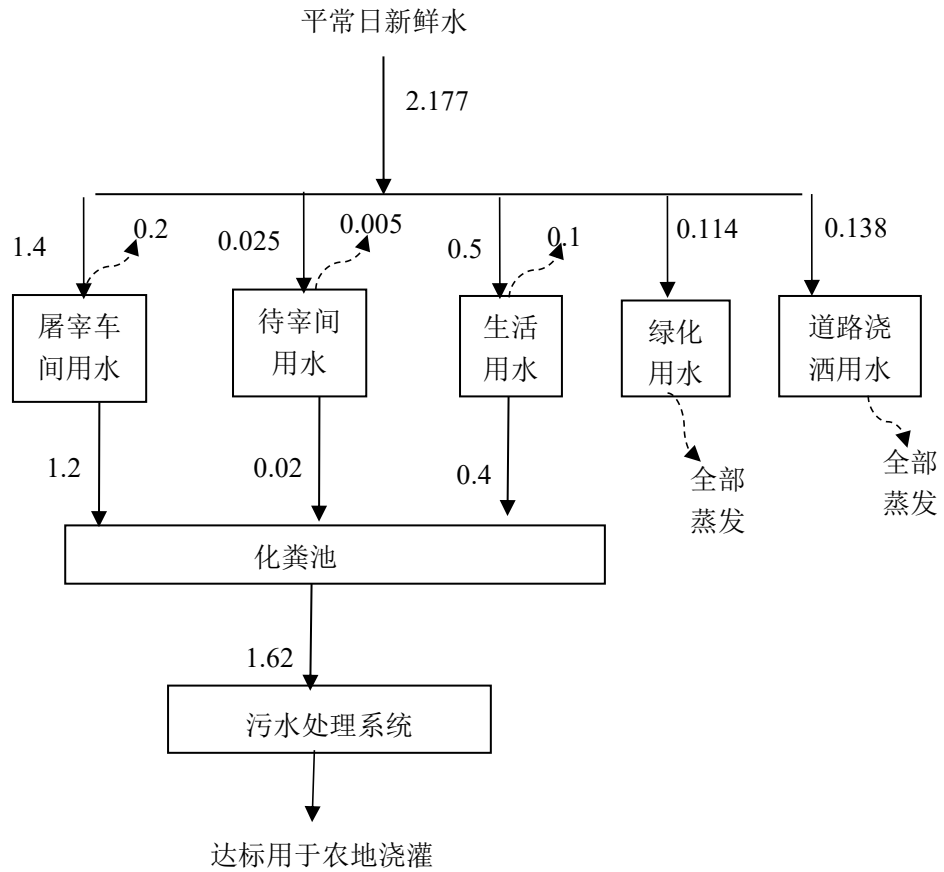 平常日新鲜水
2.177
1.4
0.2
0.025
0.005
0.5
0.1
0.114
0.138
屠宰车
间用水
待宰间
用水
生活
用水
绿化
用水
道路浇
洒用水
1.2
0.02
0.4
全部
蒸发
全部
蒸发
化粪池
1.62
污水处理系统
达标用于农地浇灌